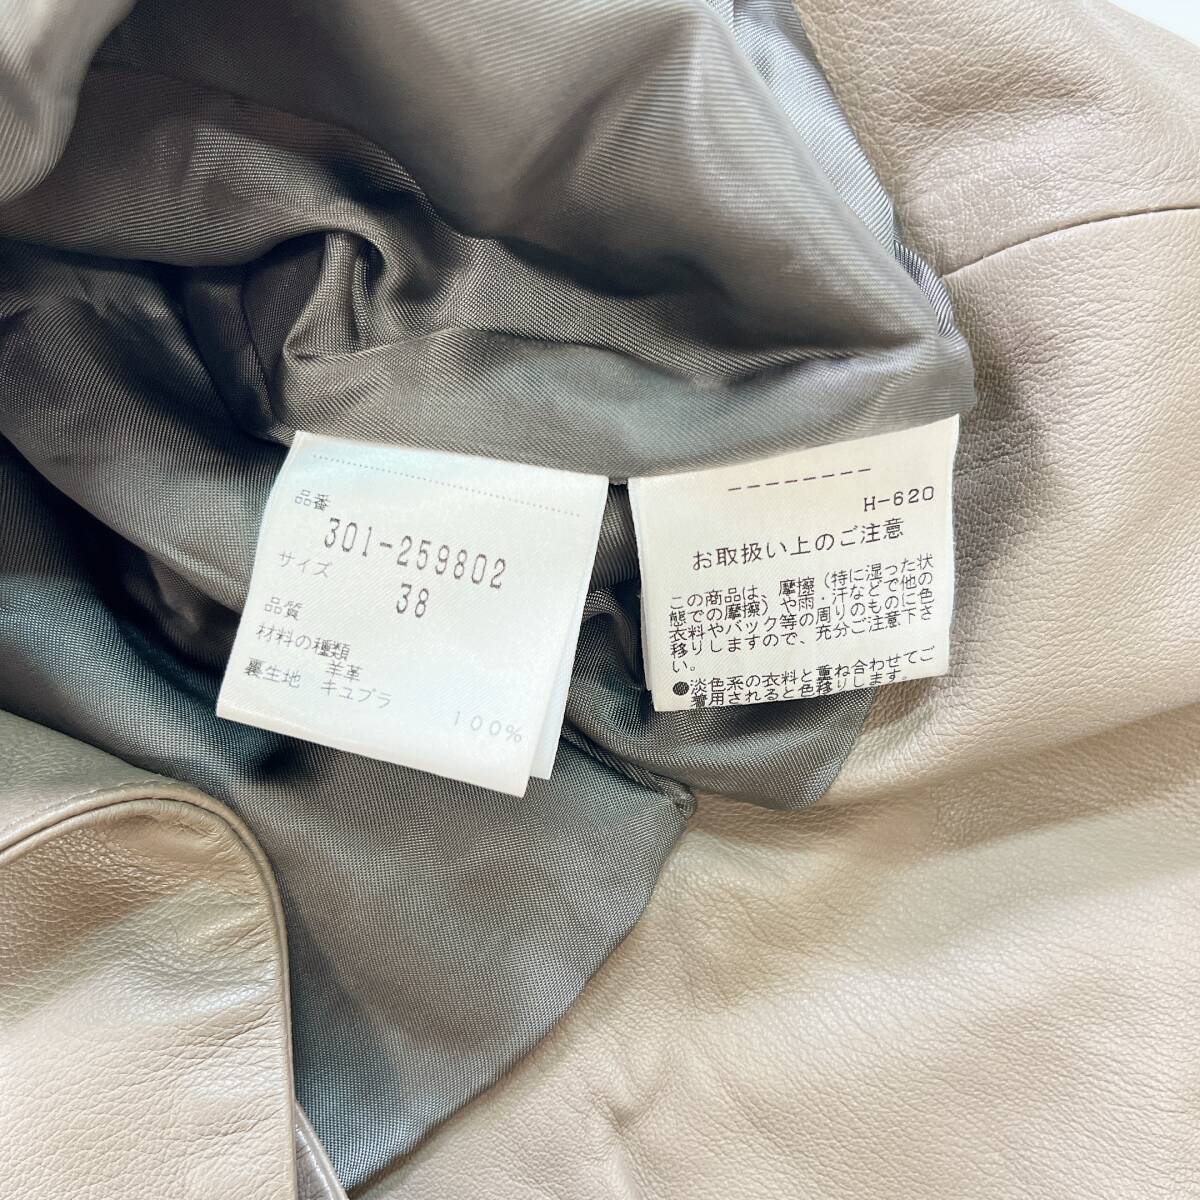 品番
301-259802
サイズ
38
品質
材料の種類
羊革
裏生地 キュプラ
100%
H-620
お取扱い上のご注意
この商品は、摩擦(特に湿った状
態での摩擦)や雨・汗などで他の
衣料やバック等の周りのものに色
移りしますので、充分ご注意下さ
い。
●淡色系の衣料と重ね合わせてご
着用されると色移りします。